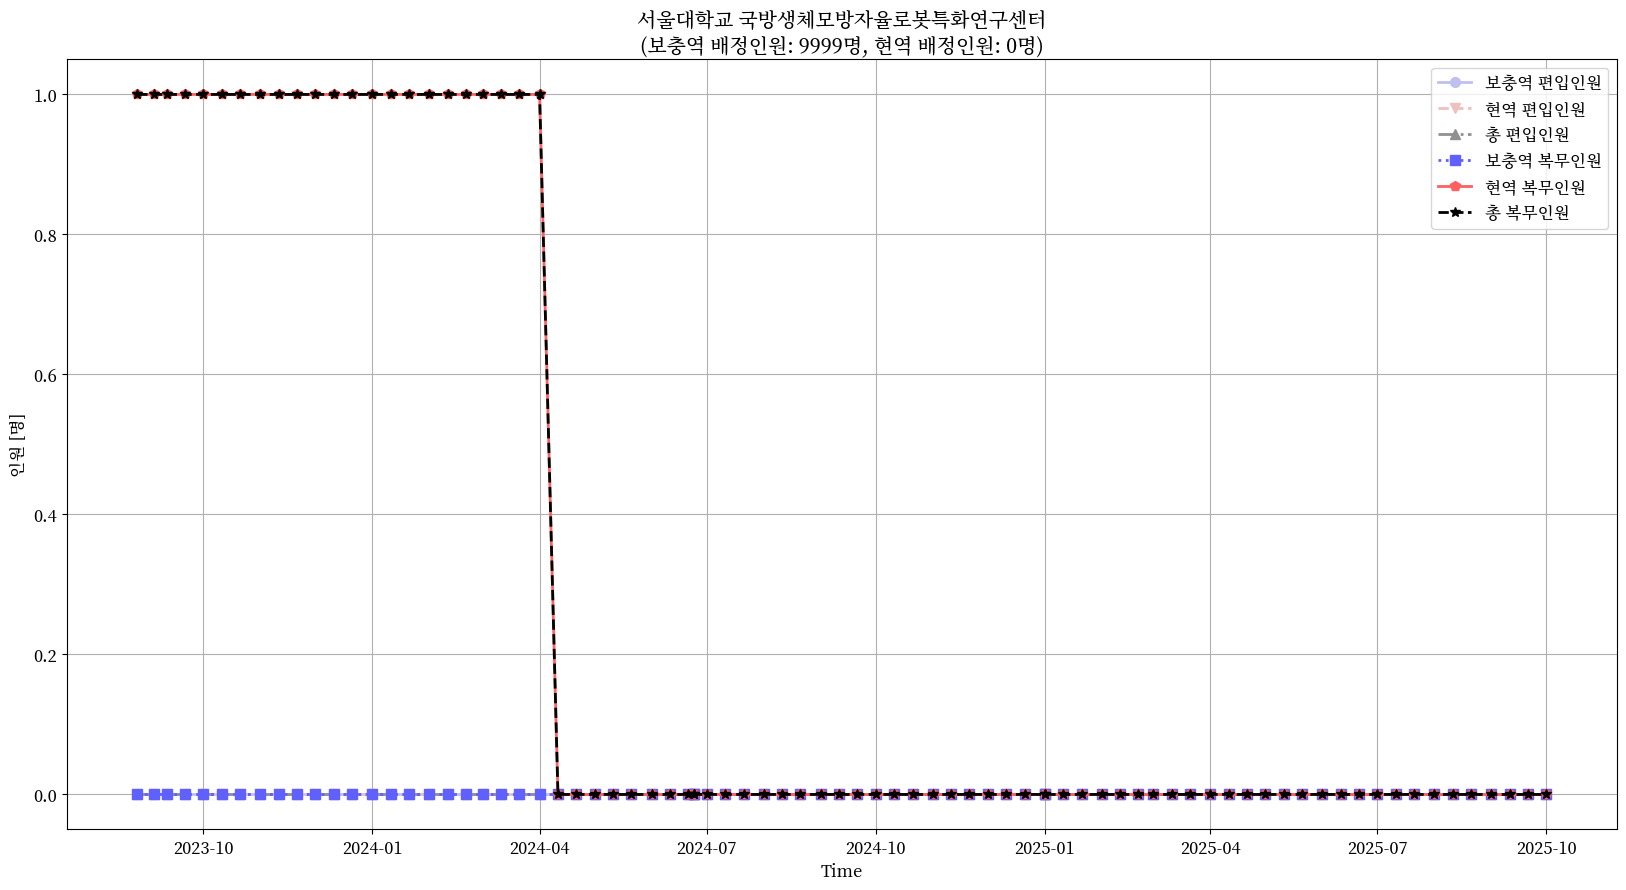 서울대학교 국방생체모방자율로봇특화연구센터
(보충역 배정인원: 9999명, 현역 배정인원: 0명)
보충역 편입인원
현역 편입인원
총 편입인원
보충역 복무인원
현역 복무인원
총 복무인원
인원 [명]
1.0
0.8
0.6
0.4
0.2
0.0
2023-10
2024-01
2024-04
2024-07
2024-10
2025-01
2025-04
2025-07
2025-10
Time